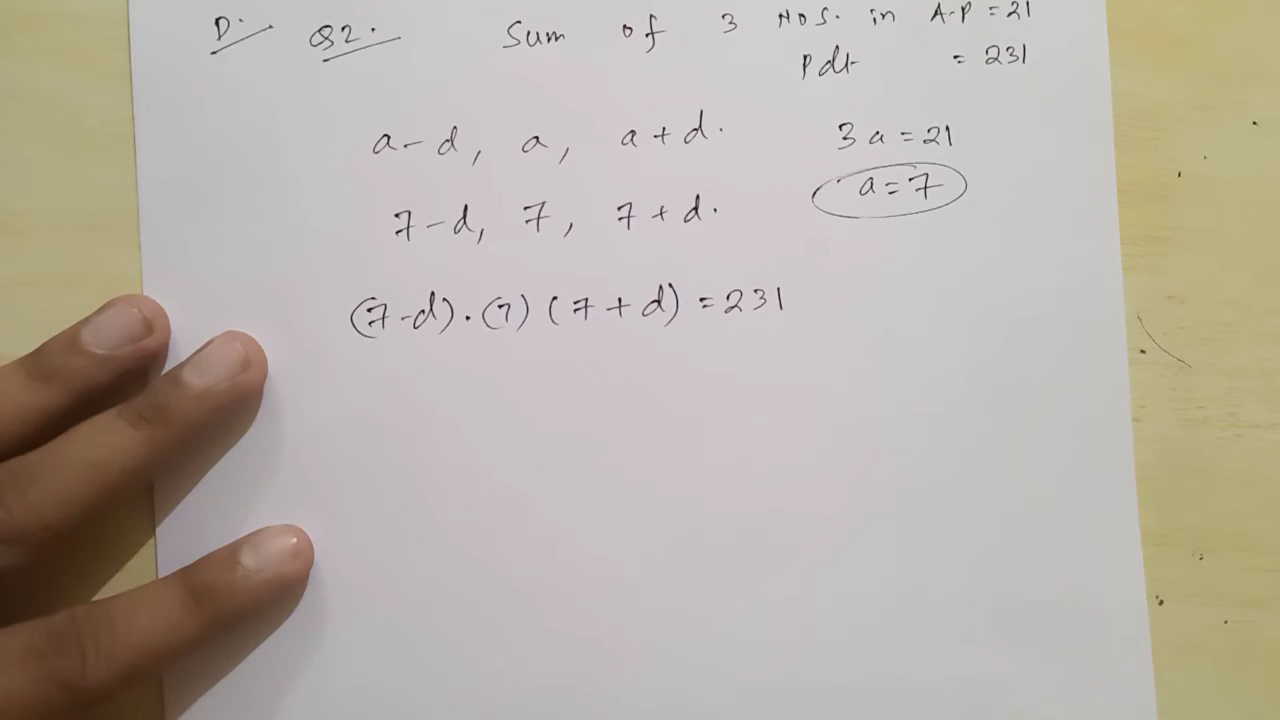 D. Q2. Sum of 3 Nos. in A.P = 21
Pdt = 231
a-d, a, a+d. 3a = 21
a = 7
7-d, 7, 7+d.
(7-d).(7)(7+d) = 231